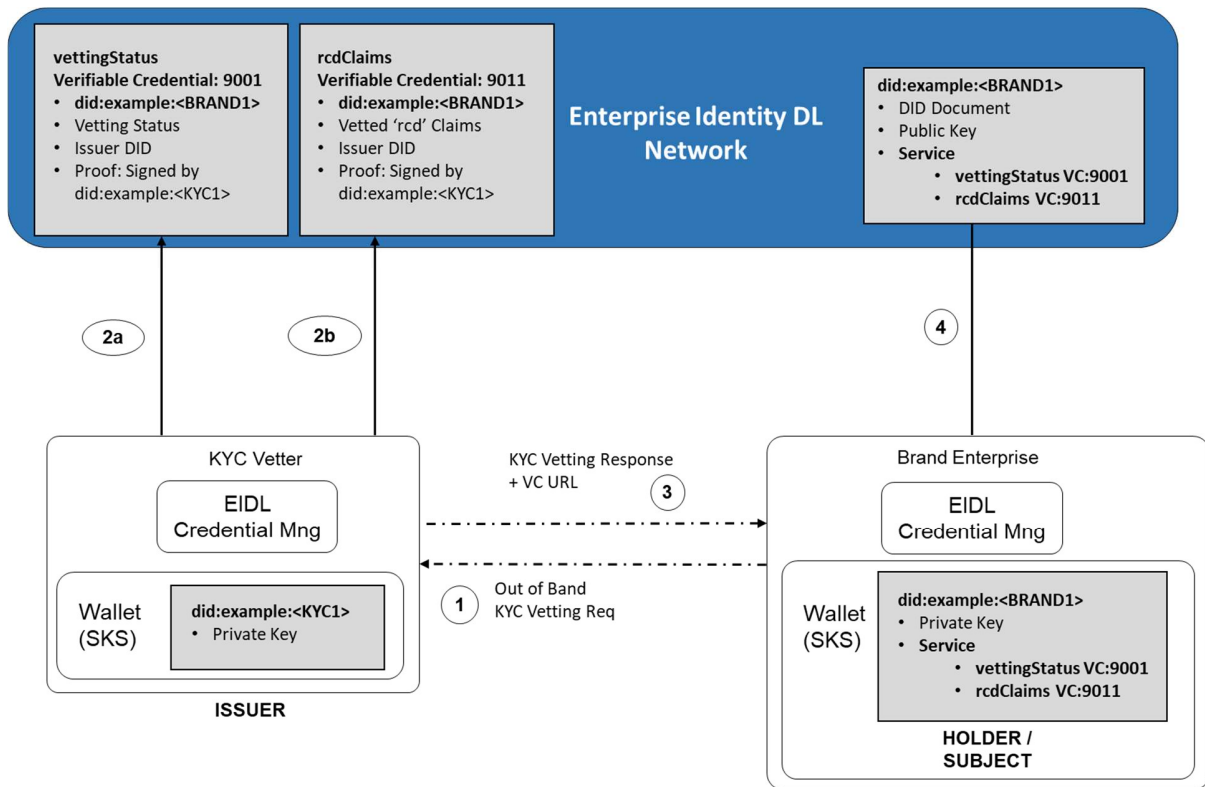 vettingStatus
Verifiable Credential: 9001
• did:example:<BRAND1>
• Vetting Status
• Issuer DID
• Proof: Signed by
did:example:<KYC1>
rcdClaims
Verifiable Credential: 9011
• did:example:<BRAND1>
• Vetted ‘rcd’ Claims
• Issuer DID
• Proof: Signed by
did:example:<KYC1>
Enterprise Identity DL
Network
did:example:<BRAND1>
• DID Document
• Public Key
• Service
• vettingStatus VC:9001
• rcdClaims VC:9011
2a
2b
4
KYC Vetter
EIDL
Credential Mng
Wallet
(SKS)
did:example:<KYC1>
• Private Key
ISSUER
KYC Vetting Response
+ VC URL
3
1
Out of Band
KYC Vetting Req
Brand Enterprise
EIDL
Credential Mng
Wallet
(SKS)
did:example:<BRAND1>
• Private Key
• Service
• vettingStatus VC:9001
• rcdClaims VC:9011
HOLDER /
SUBJECT